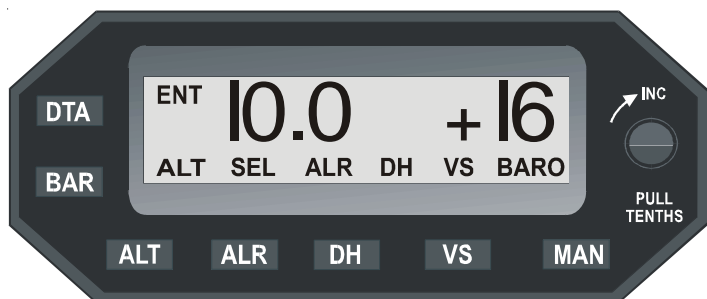 DTA
BAR
ENT 10.0 +16
ALT SEL ALR DH VS BARO
INC
PULL
TENTHS
ALT ALR DH VS MAN